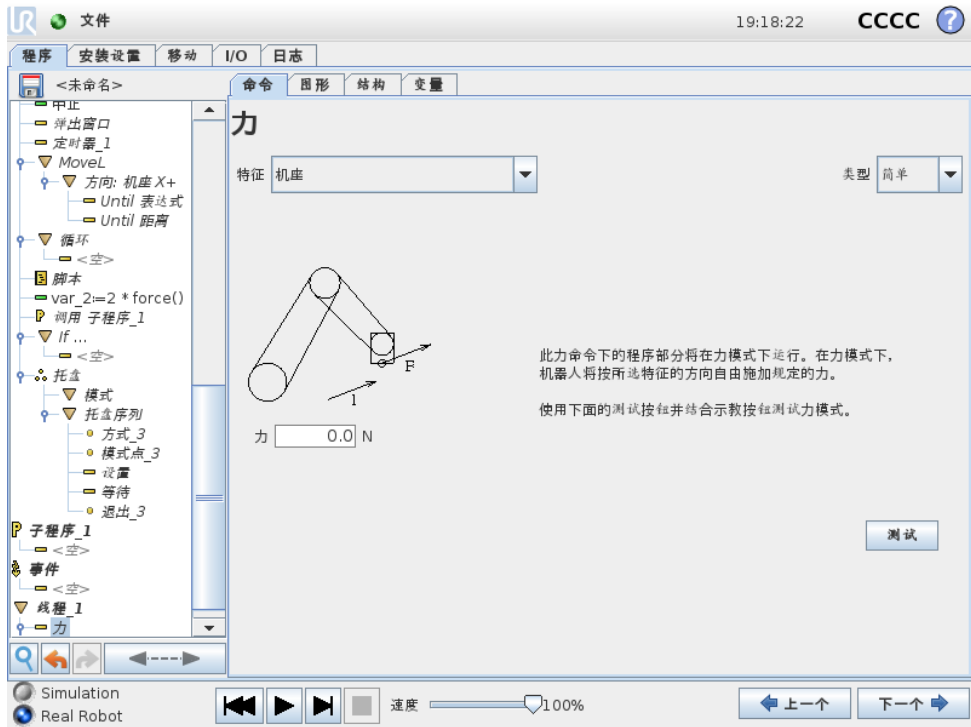 文件
19:18:22
CCCC
?
程序 安装设置 移动 I/O 日志
<未命名>
命令 图形 结构 变量
中止
弹出窗口
定时器_1
MoveL
方向: 机座 X+
Until 表达式
Until 距离
循环
<空>
脚本
var_2:=2 * force()
调用 子程序_1
If ...
<空>
托盒
模式
托盒序列
方式_3
模式点_3
设置
等待
退出_3
子程序_1
<空>
事件
<空>
线程_1
力
力
特征 机座
类型 简单
F
1
力 0.0 N
此力命令下的程序部分将在力模式下运行。在力模式下，
机器人将按所选特征的方向自由施加规定的力。
使用下面的测试按钮并结合示教按钮测试力模式。
测试
Simulation
Real Robot
速度 100%
上一个
下一个